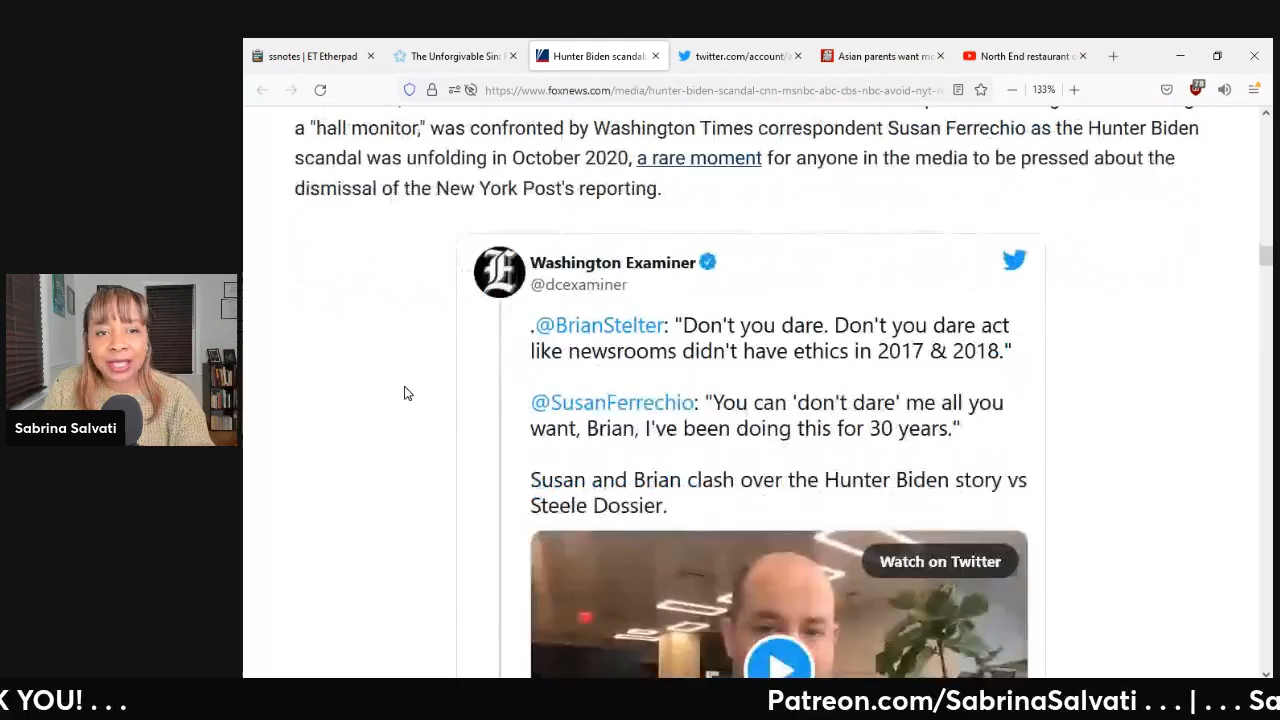 ssnotes | ET Etherpad
The Unforgivable Sin:
Hunter Biden scandal
twitter.com/account/
Asian parents want mo
North End restaurant
https://www.foxnews.com/media/hunter-biden-scandal-cnn-msnbc-abc-cbs-nbc-avoid-nyt-r
133%
78
a "hall monitor," was confronted by Washington Times correspondent Susan Ferrechio as the Hunter Biden
scandal was unfolding in October 2020, a rare moment for anyone in the media to be pressed about the
dismissal of the New York Post's reporting.
Washington Examiner
@dcexaminer
.@BrianStelter: "Don't you dare. Don't you dare act
like newsrooms didn't have ethics in 2017 & 2018."
@SusanFerrechio: "You can 'don't dare' me all you
want, Brian, I've been doing this for 30 years."
Susan and Brian clash over the Hunter Biden story vs
Steele Dossier.
Watch on Twitter
Sabrina Salvati
K YOU! . . .
Patreon.com/SabrinaSalvati . . . | . . . So